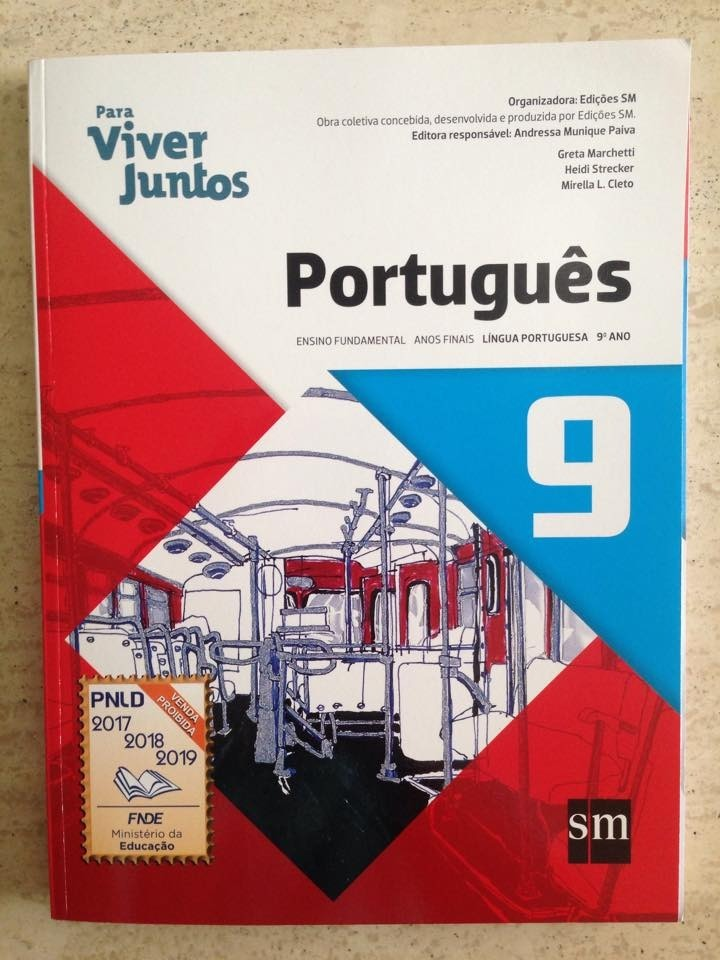 Para
Viver
Juntos
Organizadora: Edições SM
Obra coletiva concebida, desenvolvida e produzida por Edições SM.
Editora responsável: Andressa Munique Paiva
Greta Marchetti
Heidi Strecker
Mirella L. Cleto
Português
ENSINO FUNDAMENTAL ANOS FINAIS LÍNGUA PORTUGUESA 9º ANO
9
PNLD
VENDA
PROIBIDA
2017
2018
2019
FNDE
Ministério da
Educação
sm